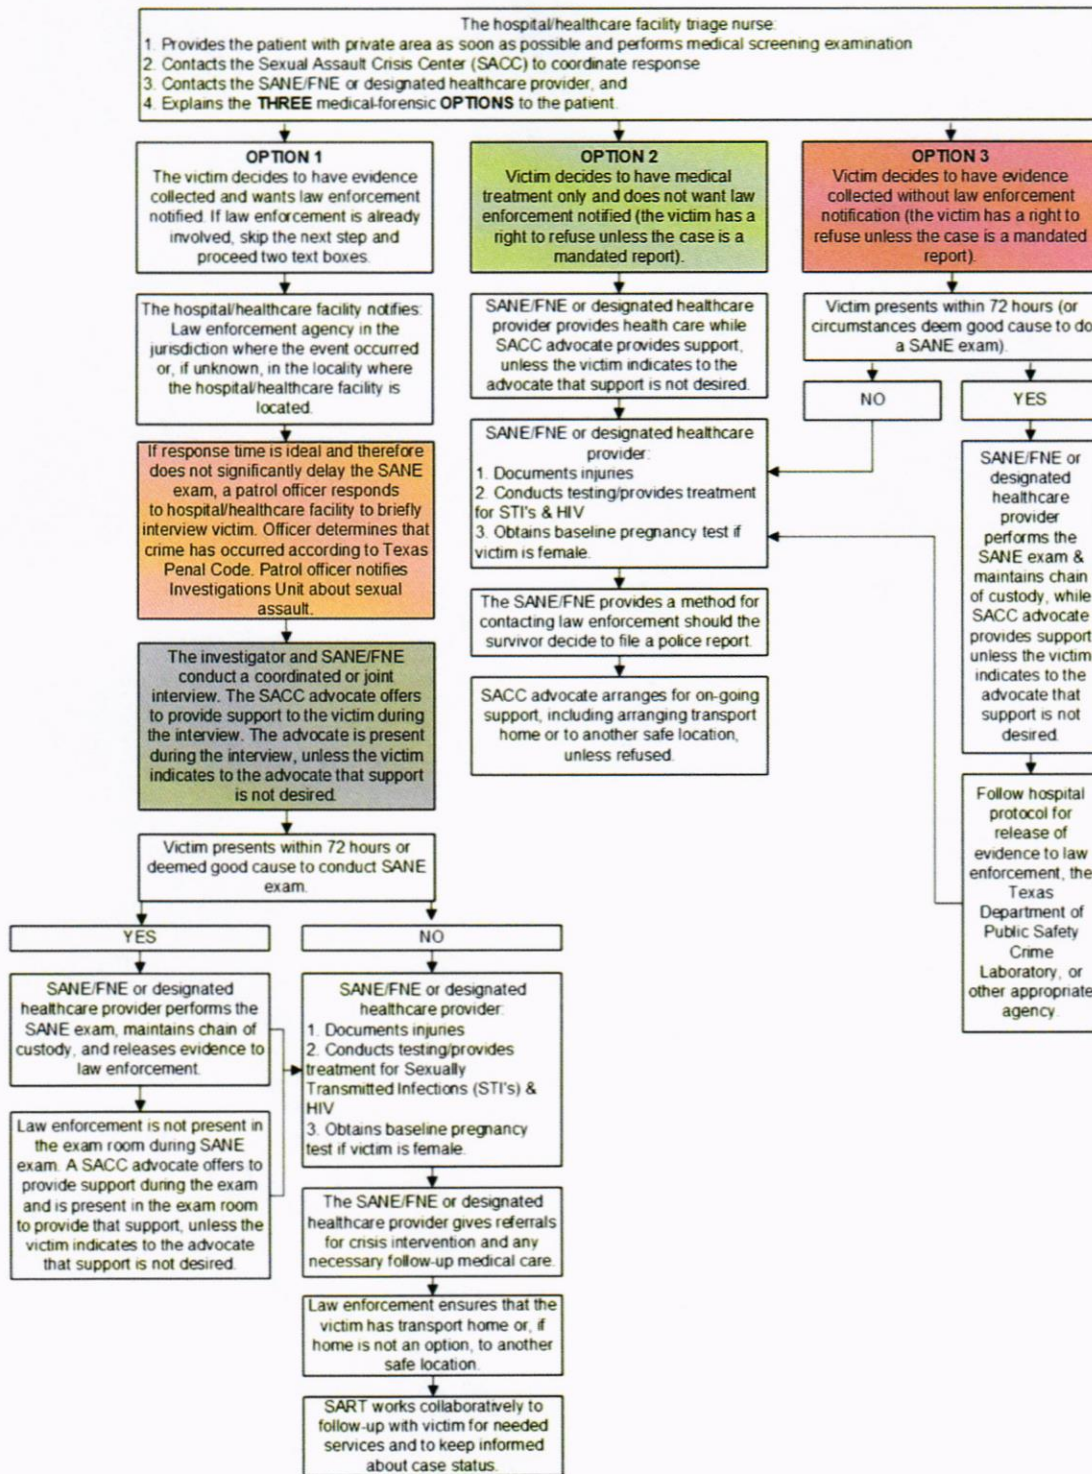 The hospital/healthcare facility triage nurse:
1. Provides the patient with private area as soon as possible and performs medical screening examination
2. Contacts the Sexual Assault Crisis Center (SACC) to coordinate response
3. Contacts the SANE/FNE or designated healthcare provider, and
4. Explains the THREE medical-forensic OPTIONS to the patient.
OPTION 1
The victim decides to have evidence
collected and wants law enforcement
notified. If law enforcement is already
involved, skip the next step and
proceed two text boxes.
The hospital/healthcare facility notifies:
Law enforcement agency in the
jurisdiction where the event occurred
or, if unknown, in the locality where
the hospital/healthcare facility is
located.
If response time is ideal and therefore
does not significantly delay the SANE
exam, a patrol officer responds
to hospital/healthcare facility to briefly
interview victim. Officer determines that
crime has occurred according to Texas
Penal Code. Patrol officer notifies
Investigations Unit about sexual
assault.
The investigator and SANE/FNE
conduct a coordinated or joint
interview. The SACC advocate offers
to provide support to the victim during
the interview. The advocate is present
during the interview, unless the victim
indicates to the advocate that support
is not desired.
Victim presents within 72 hours or
deemed good cause to conduct SANE
exam.
YES
SANE/FNE or designated
healthcare provider performs the
SANE exam, maintains chain of
custody, and releases evidence to
law enforcement.
Law enforcement is not present in
the exam room during SANE
exam. A SACC advocate offers to
provide support during the exam
and is present in the exam room
to provide that support, unless the
victim indicates to the advocate
that support is not desired.
NO
SANE/FNE or designated
healthcare provider:
1. Documents injuries
2. Conducts testing/provides
treatment for Sexually
Transmitted Infections (STI's) &
HIV
3. Obtains baseline pregnancy
test if victim is female.
The SANE/FNE or designated
healthcare provider gives referrals
for crisis intervention and any
necessary follow-up medical care.
Law enforcement ensures that the
victim has transport home or, if
home is not an option, to another
safe location.
SART works collaboratively to
follow-up with victim for needed
services and to keep informed
about case status.
OPTION 2
Victim decides to have medical
treatment only and does not want law
enforcement notified (the victim has a
right to refuse unless the case is a
mandated report).
SANE/FNE or designated healthcare
provider provides health care while
SACC advocate provides support,
unless the victim indicates to the
advocate that support is not desired.
SANE/FNE or designated healthcare
provider:
1. Documents injuries
2. Conducts testing/provides treatment
for STI's & HIV
3. Obtains baseline pregnancy test if
victim is female.
The SANE/FNE provides a method for
contacting law enforcement should the
survivor decide to file a police report.
SACC advocate arranges for on-going
support, including arranging transport
home or to another safe location,
unless refused.
OPTION 3
Victim decides to have evidence
collected without law enforcement
notification (the victim has a right to
refuse unless the case is a mandated
report).
Victim presents within 72 hours (or
circumstances deem good cause to do
a SANE exam).
NO
YES
SANE/FNE or
designated
healthcare
provider
performs the
SANE exam &
maintains chain
of custody, while
SACC advocate
provides support
unless the victim
indicates to the
advocate that
support is not
desired.
Follow hospital
protocol for
release of
evidence to law
enforcement, the
Texas
Department of
Public Safety
Crime
Laboratory, or
other appropriate
agency.